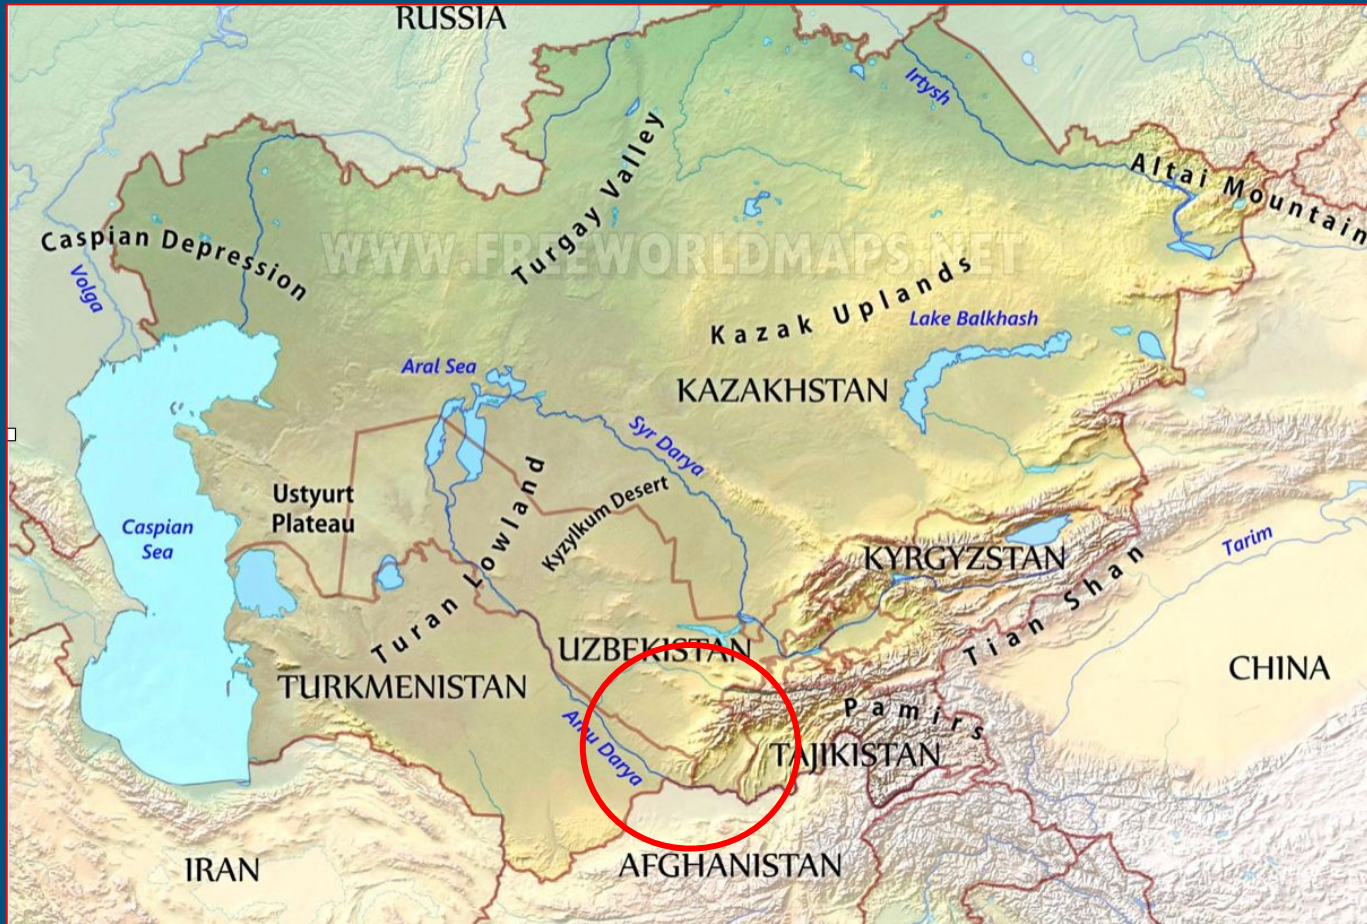 RUSSIA
Irtysh
Altai Mountain
Turgay Valley
Caspian Depression
Volga
WWW.FREEWORLDMAPS.NET
Kazak Uplands
Lake Balkhash
Aral Sea
KAZAKHSTAN
Syr Darya
Ustyurt
Plateau
Kyzylkum Desert
Caspian
Sea
Turan Lowland
KYRGYZSTAN
Tian Shan
Tarim
UZBEKISTAN
CHINA
TURKMENISTAN
Pamirs
Amu Darya
TAJIKISTAN
IRAN
AFGHANISTAN